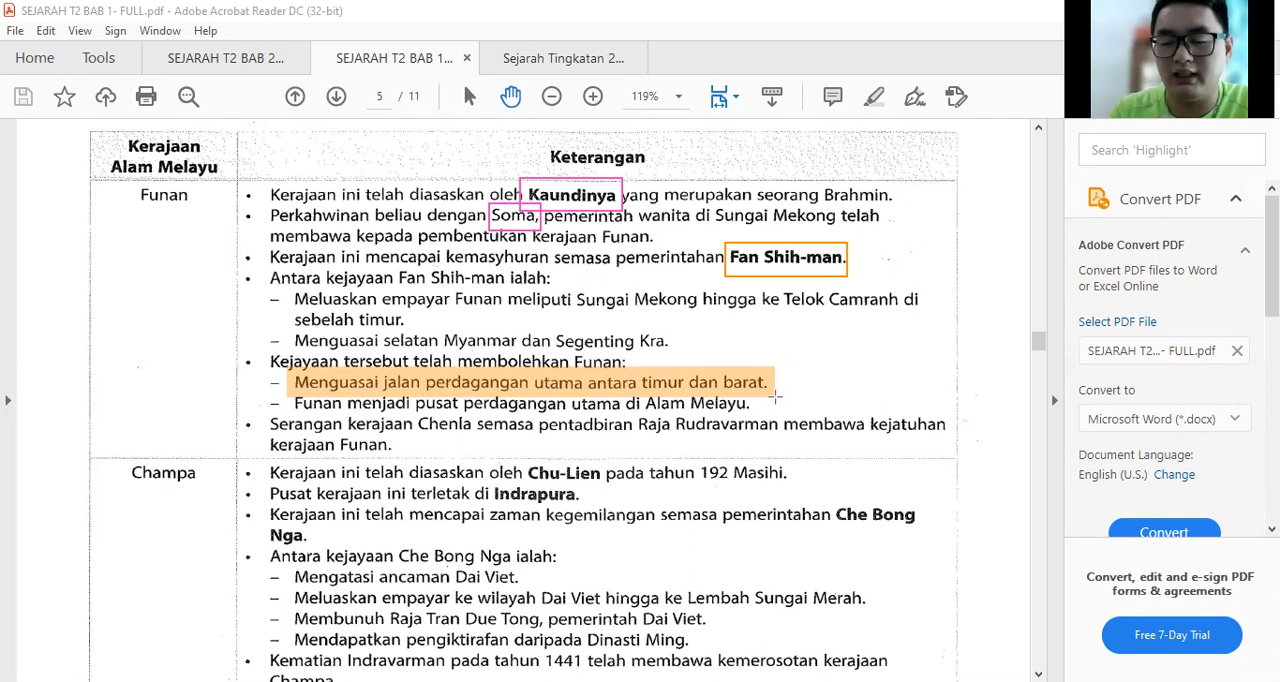 SEJARAH T2 BAB 1- FULL.pdf - Adobe Acrobat Reader DC (32-bit)
File Edit View Sign Window Help
Home Tools SEJARAH T2 BAB 2... SEJARAH T2 BAB 1... × Sejarah Tingkatan 2...
5 / 11 119%
Search 'Highlight'
Convert PDF
Adobe Convert PDF
Convert PDF files to Word
or Excel Online
Select PDF File
SEJARAH T2...- FULL.pdf
Convert to
Microsoft Word (*.docx)
Document Language:
English (U.S.) Change
Convert
Convert, edit and e-sign PDF
forms & agreements
Free 7-Day Trial
Kerajaan
Alam Melayu
Keterangan
Funan
• Kerajaan ini telah diasaskan oleh Kaundinya yang merupakan seorang Brahmin.
• Perkahwinan beliau dengan Soma, pemerintah wanita di Sungai Mekong telah
membawa kepada pembentukan kerajaan Funan.
• Kerajaan ini mencapai kemasyhuran semasa pemerintahan Fan Shih-man.
• Antara kejayaan Fan Shih-man ialah:
– Meluaskan empayar Funan meliputi Sungai Mekong hingga ke Telok Camranh di
sebelah timur.
– Menguasai selatan Myanmar dan Segenting Kra.
• Kejayaan tersebut telah membolehkan Funan:
– Menguasai jalan perdagangan utama antara timur dan barat.
– Funan menjadi pusat perdagangan utama di Alam Melayu.
• Serangan kerajaan Chenla semasa pentadbiran Raja Rudravarman membawa kejatuhan
kerajaan Funan.
Champa
• Kerajaan ini telah diasaskan oleh Chu-Lien pada tahun 192 Masihi.
• Pusat kerajaan ini terletak di Indrapura.
• Kerajaan ini telah mencapai zaman kegemilangan semasa pemerintahan Che Bong
Nga.
• Antara kejayaan Che Bong Nga ialah:
– Mengatasi ancaman Dai Viet.
– Meluaskan empayar ke wilayah Dai Viet hingga ke Lembah Sungai Merah.
– Membunuh Raja Tran Due Tong, pemerintah Dai Viet.
– Mendapatkan pengiktirafan daripada Dinasti Ming.
• Kematian Indravarman pada tahun 1441 telah membawa kemerosotan kerajaan
Champa.